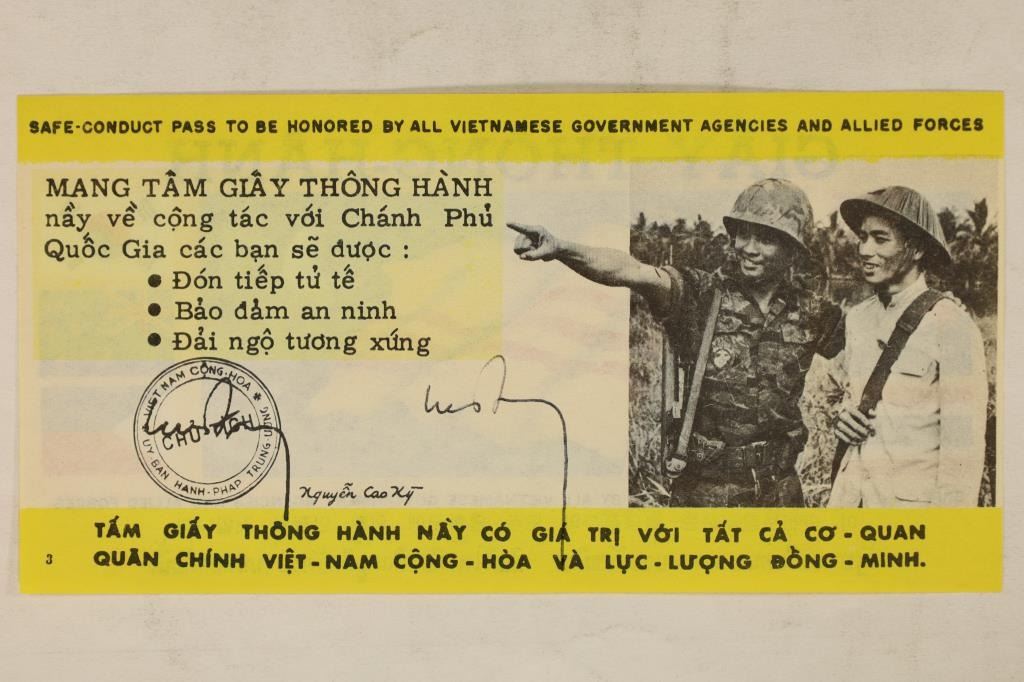 SAFE-CONDUCT PASS TO BE HONORED BY ALL VIETNAMESE GOVERNMENT AGENCIES AND ALLIED FORCES
MANG TẤM GIẤY THÔNG HÀNH
nầy về cộng tác với Chánh Phủ
Quốc Gia các bạn sẽ được :
● Đón tiếp tử tế
● Bảo đảm an ninh
● Đải ngộ tương xứng
VIỆT NAM CỘNG-HÒA *
CHỦ TỊCH
ỦY-BAN HÀNH-PHÁP TRUNG-ƯƠNG
Nguyễn Cao Kỳ
TẤM GIẤY THÔNG HÀNH NẦY CÓ GIÁ TRỊ VỚI TẤT CẢ CƠ - QUAN
3 QUÂN CHÍNH VIỆT - NAM CỘNG - HÒA VÀ LỰC - LƯỢNG ĐỒNG - MINH.